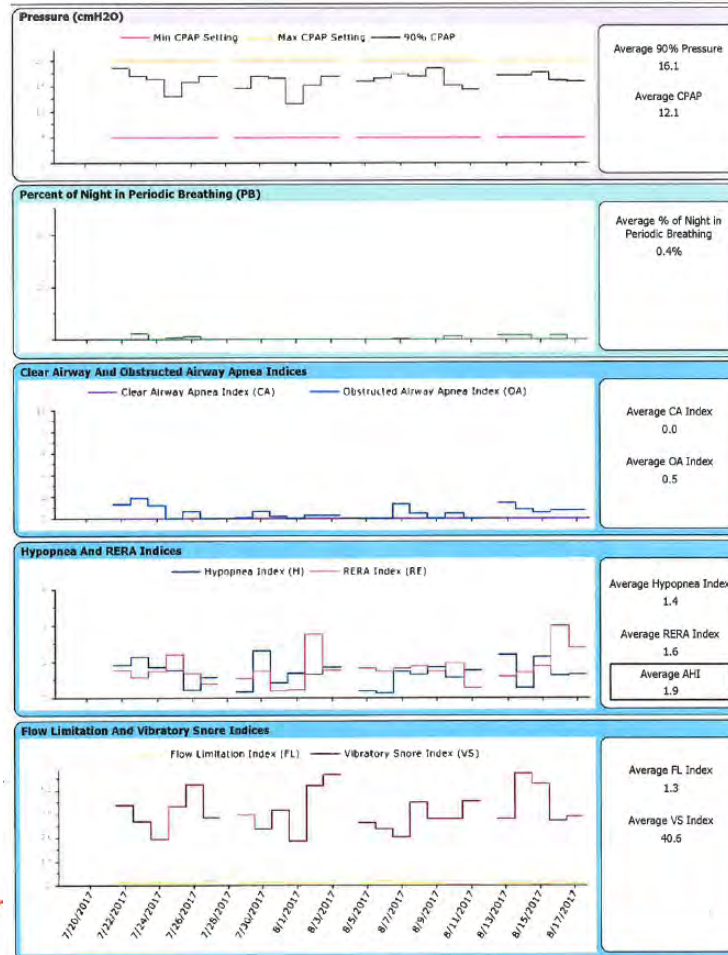 Pressure (cmH2O)
Min CPAP Setting Max CPAP Setting 90% CPAP
Average 90% Pressure
16.1
Average CPAP
12.1
Percent of Night in Periodic Breathing (PB)
Average % of Night in
Periodic Breathing
0.4%
Clear Airway And Obstructed Airway Apnea Indices
Clear Airway Apnea Index (CA) Obstructed Airway Apnea Index (OA)
Average CA Index
0.0
Average OA Index
0.5
Hypopnea And RERA Indices
Hypopnea Index (H) RERA Index (RE)
Average Hypopnea Index
1.4
Average RERA Index
1.6
Average AHI
1.9
Flow Limitation And Vibratory Snore Indices
Flow Limitation Index (FL) Vibratory Snore Index (VS)
Average FL Index
1.3
Average VS Index
40.6
7/20/2017 7/22/2017 7/24/2017 7/26/2017 7/28/2017 7/30/2017 8/1/2017 8/3/2017 8/5/2017 8/7/2017 8/9/2017 8/11/2017 8/13/2017 8/15/2017 8/17/2017